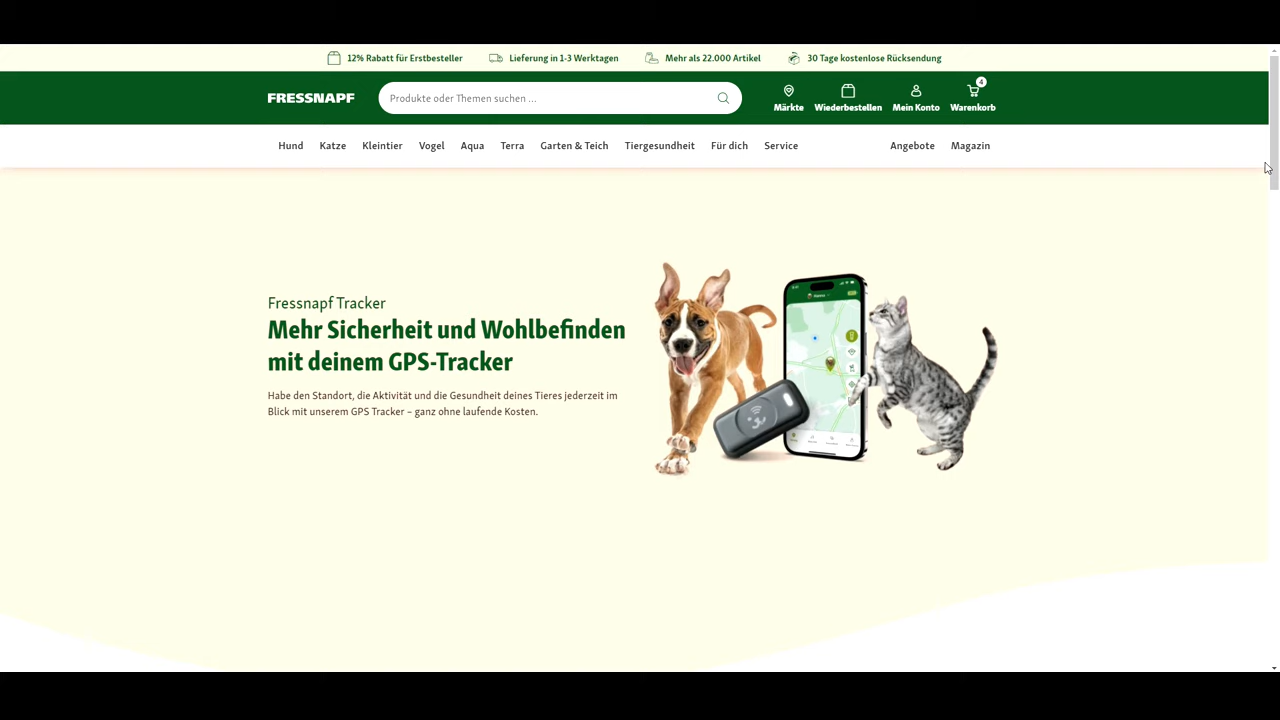 12% Rabatt für Erstbesteller
Lieferung in 1-3 Werktagen
Mehr als 22.000 Artikel
30 Tage kostenlose Rücksendung
FRESSNAPF
Produkte oder Themen suchen ...
Märkte
Wiederbestellen
Mein Konto
4
Warenkorb
Hund
Katze
Kleintier
Vogel
Aqua
Terra
Garten & Teich
Tiergesundheit
Für dich
Service
Angebote
Magazin
Fressnapf Tracker
Mehr Sicherheit und Wohlbefinden
mit deinem GPS-Tracker
Habe den Standort, die Aktivität und die Gesundheit deines Tieres jederzeit im
Blick mit unserem GPS Tracker – ganz ohne laufende Kosten.